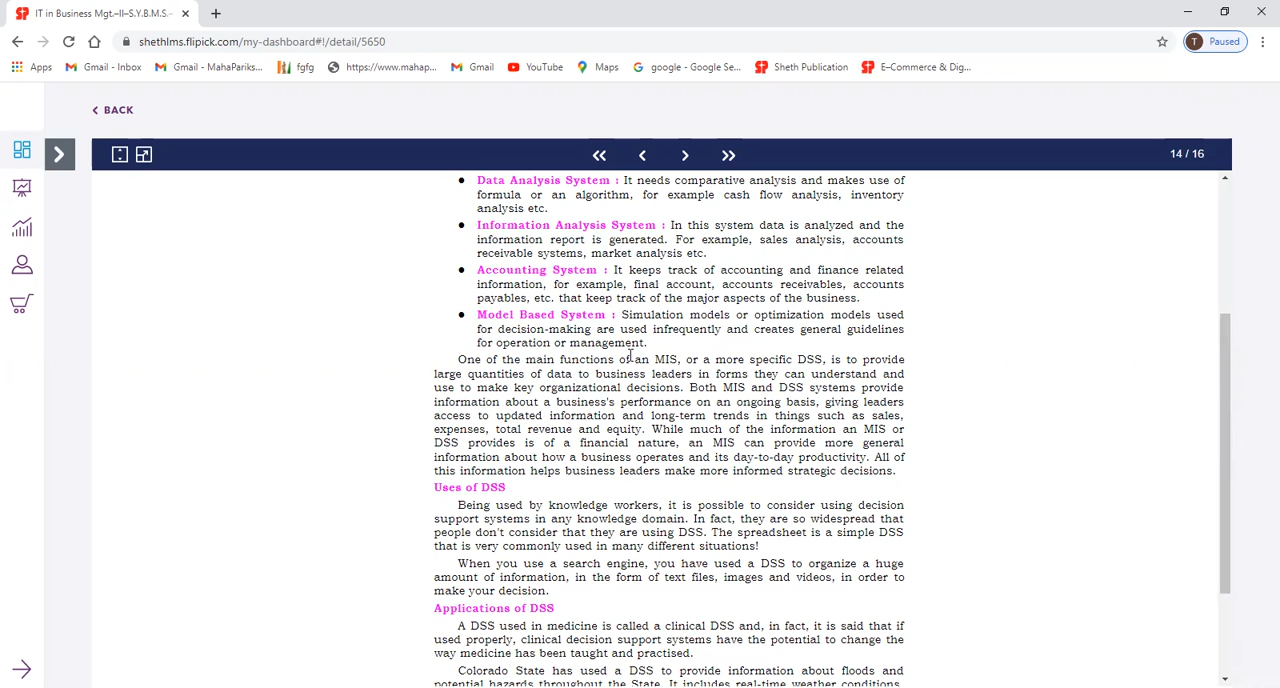 IT in Business Mgt.–II–S.Y.B.M.S.-
shethlms.flipick.com/my-dashboard#!/detail/5650
T Paused
Apps Gmail - Inbox Gmail - MahaPariks... fgfg https://www.mahap... Gmail YouTube Maps google - Google Se... Sheth Publication E–Commerce & Dig...
BACK
14 / 16
● Data Analysis System : It needs comparative analysis and makes use of
formula or an algorithm, for example cash flow analysis, inventory
analysis etc.
● Information Analysis System : In this system data is analyzed and the
information report is generated. For example, sales analysis, accounts
receivable systems, market analysis etc.
● Accounting System : It keeps track of accounting and finance related
information, for example, final account, accounts receivables, accounts
payables, etc. that keep track of the major aspects of the business.
● Model Based System : Simulation models or optimization models used
for decision-making are used infrequently and creates general guidelines
for operation or management.
One of the main functions of an MIS, or a more specific DSS, is to provide
large quantities of data to business leaders in forms they can understand and
use to make key organizational decisions. Both MIS and DSS systems provide
information about a business's performance on an ongoing basis, giving leaders
access to updated information and long-term trends in things such as sales,
expenses, total revenue and equity. While much of the information an MIS or
DSS provides is of a financial nature, an MIS can provide more general
information about how a business operates and its day-to-day productivity. All of
this information helps business leaders make more informed strategic decisions.
Uses of DSS
Being used by knowledge workers, it is possible to consider using decision
support systems in any knowledge domain. In fact, they are so widespread that
people don't consider that they are using DSS. The spreadsheet is a simple DSS
that is very commonly used in many different situations!
When you use a search engine, you have used a DSS to organize a huge
amount of information, in the form of text files, images and videos, in order to
make your decision.
Applications of DSS
A DSS used in medicine is called a clinical DSS and, in fact, it is said that if
used properly, clinical decision support systems have the potential to change the
way medicine has been taught and practised.
Colorado State has used a DSS to provide information about floods and
potential hazards throughout the State. It includes real-time weather conditions,